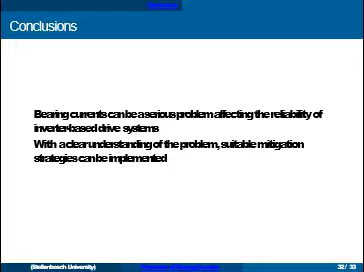 Conclusions
Bearing currents can be a serious problem affecting the reliability of
inverter-based drive systems
With a clear understanding of the problem, suitable mitigation
strategies can be implemented
(Stellenbosch University)
32 / 33